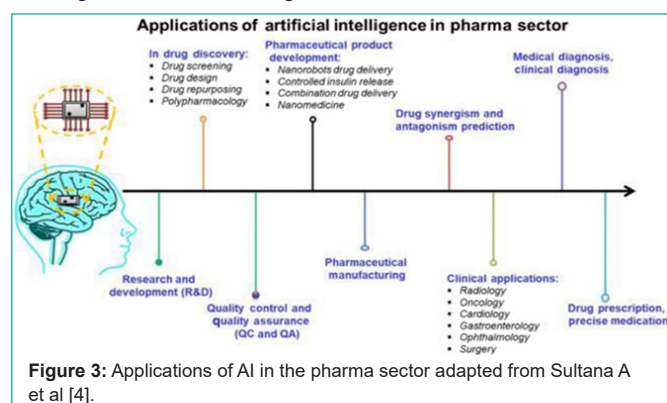 Applications of artificial intelligence in pharma sector
In drug discovery:
▪ Drug screening
▪ Drug design
▪ Drug repurposing
▪ Polypharmacology
Pharmaceutical product
development:
▪ Nanorobots drug delivery
▪ Controlled insulin release
▪ Combination drug delivery
▪ Nanomedicine
Drug synergism and
antagonism prediction
Medical diagnosis,
clinical diagnosis
Research and
development (R&D)
Quality control and
quality assurance
(QC and QA)
Pharmaceutical
manufacturing
Clinical applications:
▪ Radiology
▪ Oncology
▪ Cardiology
▪ Gastroenterology
▪ Ophthalmology
▪ Surgery
Drug prescription,
precise medication
Figure 3: Applications of AI in the pharma sector adapted from Sultana A
et al [4].